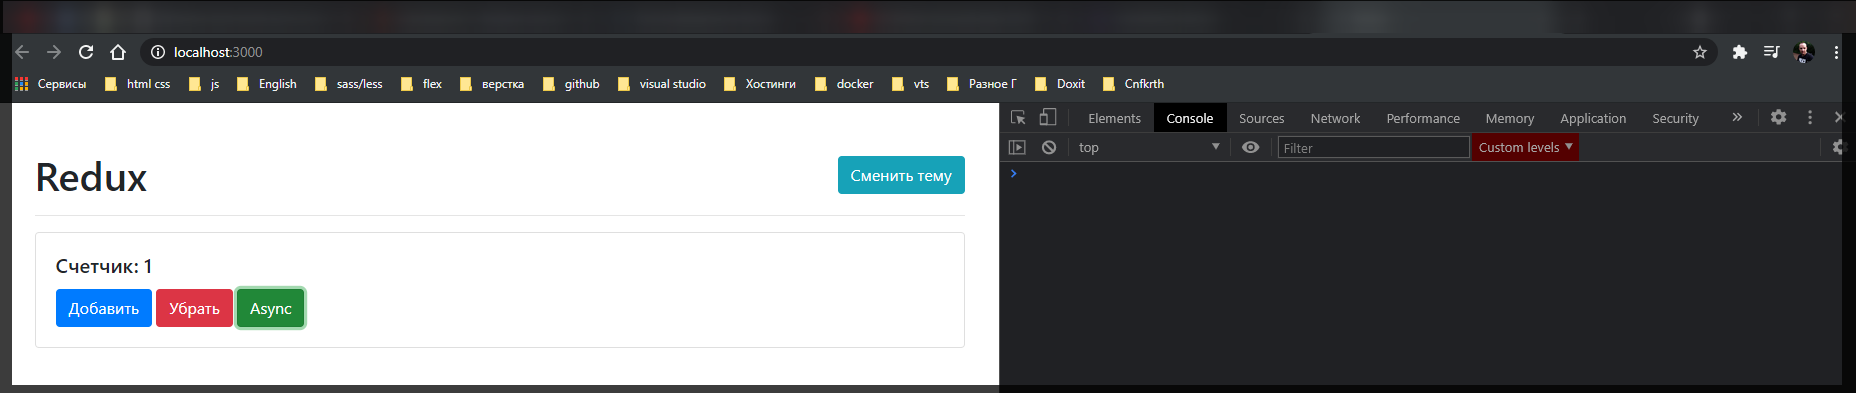 localhost:3000
Сервисы html css js English sass/less flex верстка github visual studio Хостинги docker vts Разное Г Doxit Cnfkrth
Elements Console Sources Network Performance Memory Application Security »
top Filter Custom levels
Redux Сменить тему
Счетчик: 1
Добавить Убрать Async